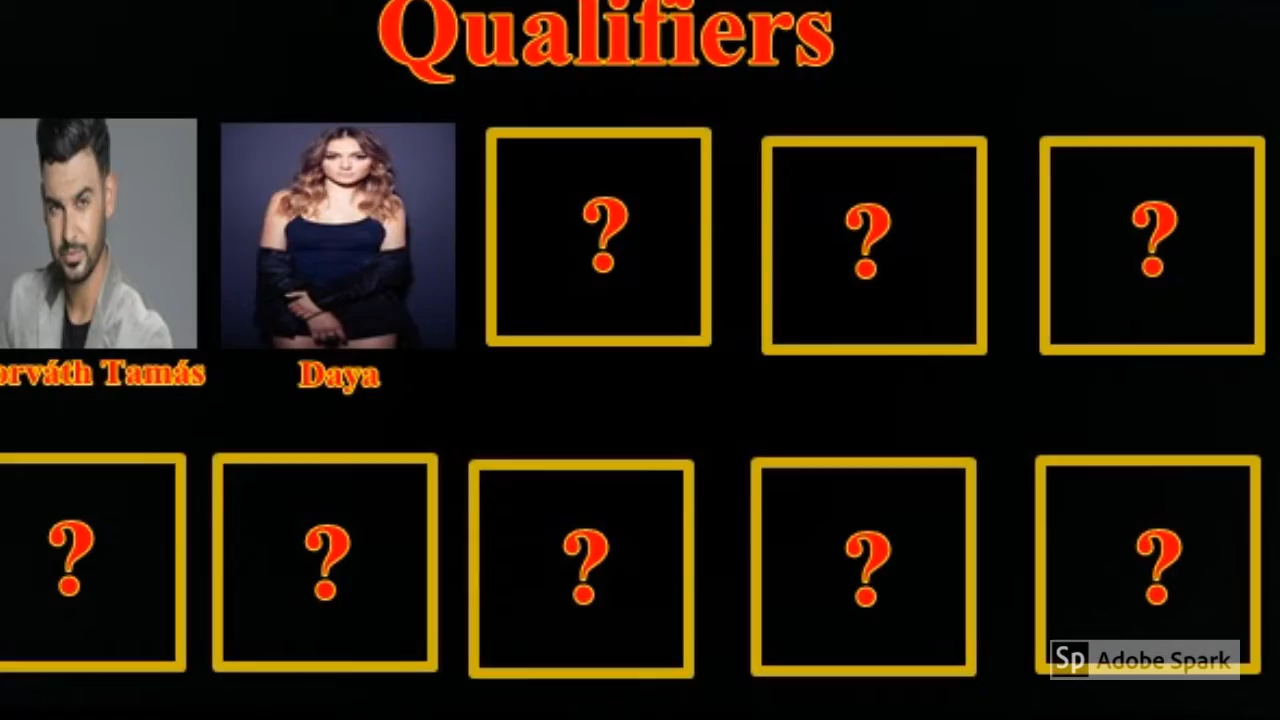 Qualifiers
orváth Tamás
Daya
? ? ?
? ? ? ? ?
Sp Adobe Spark